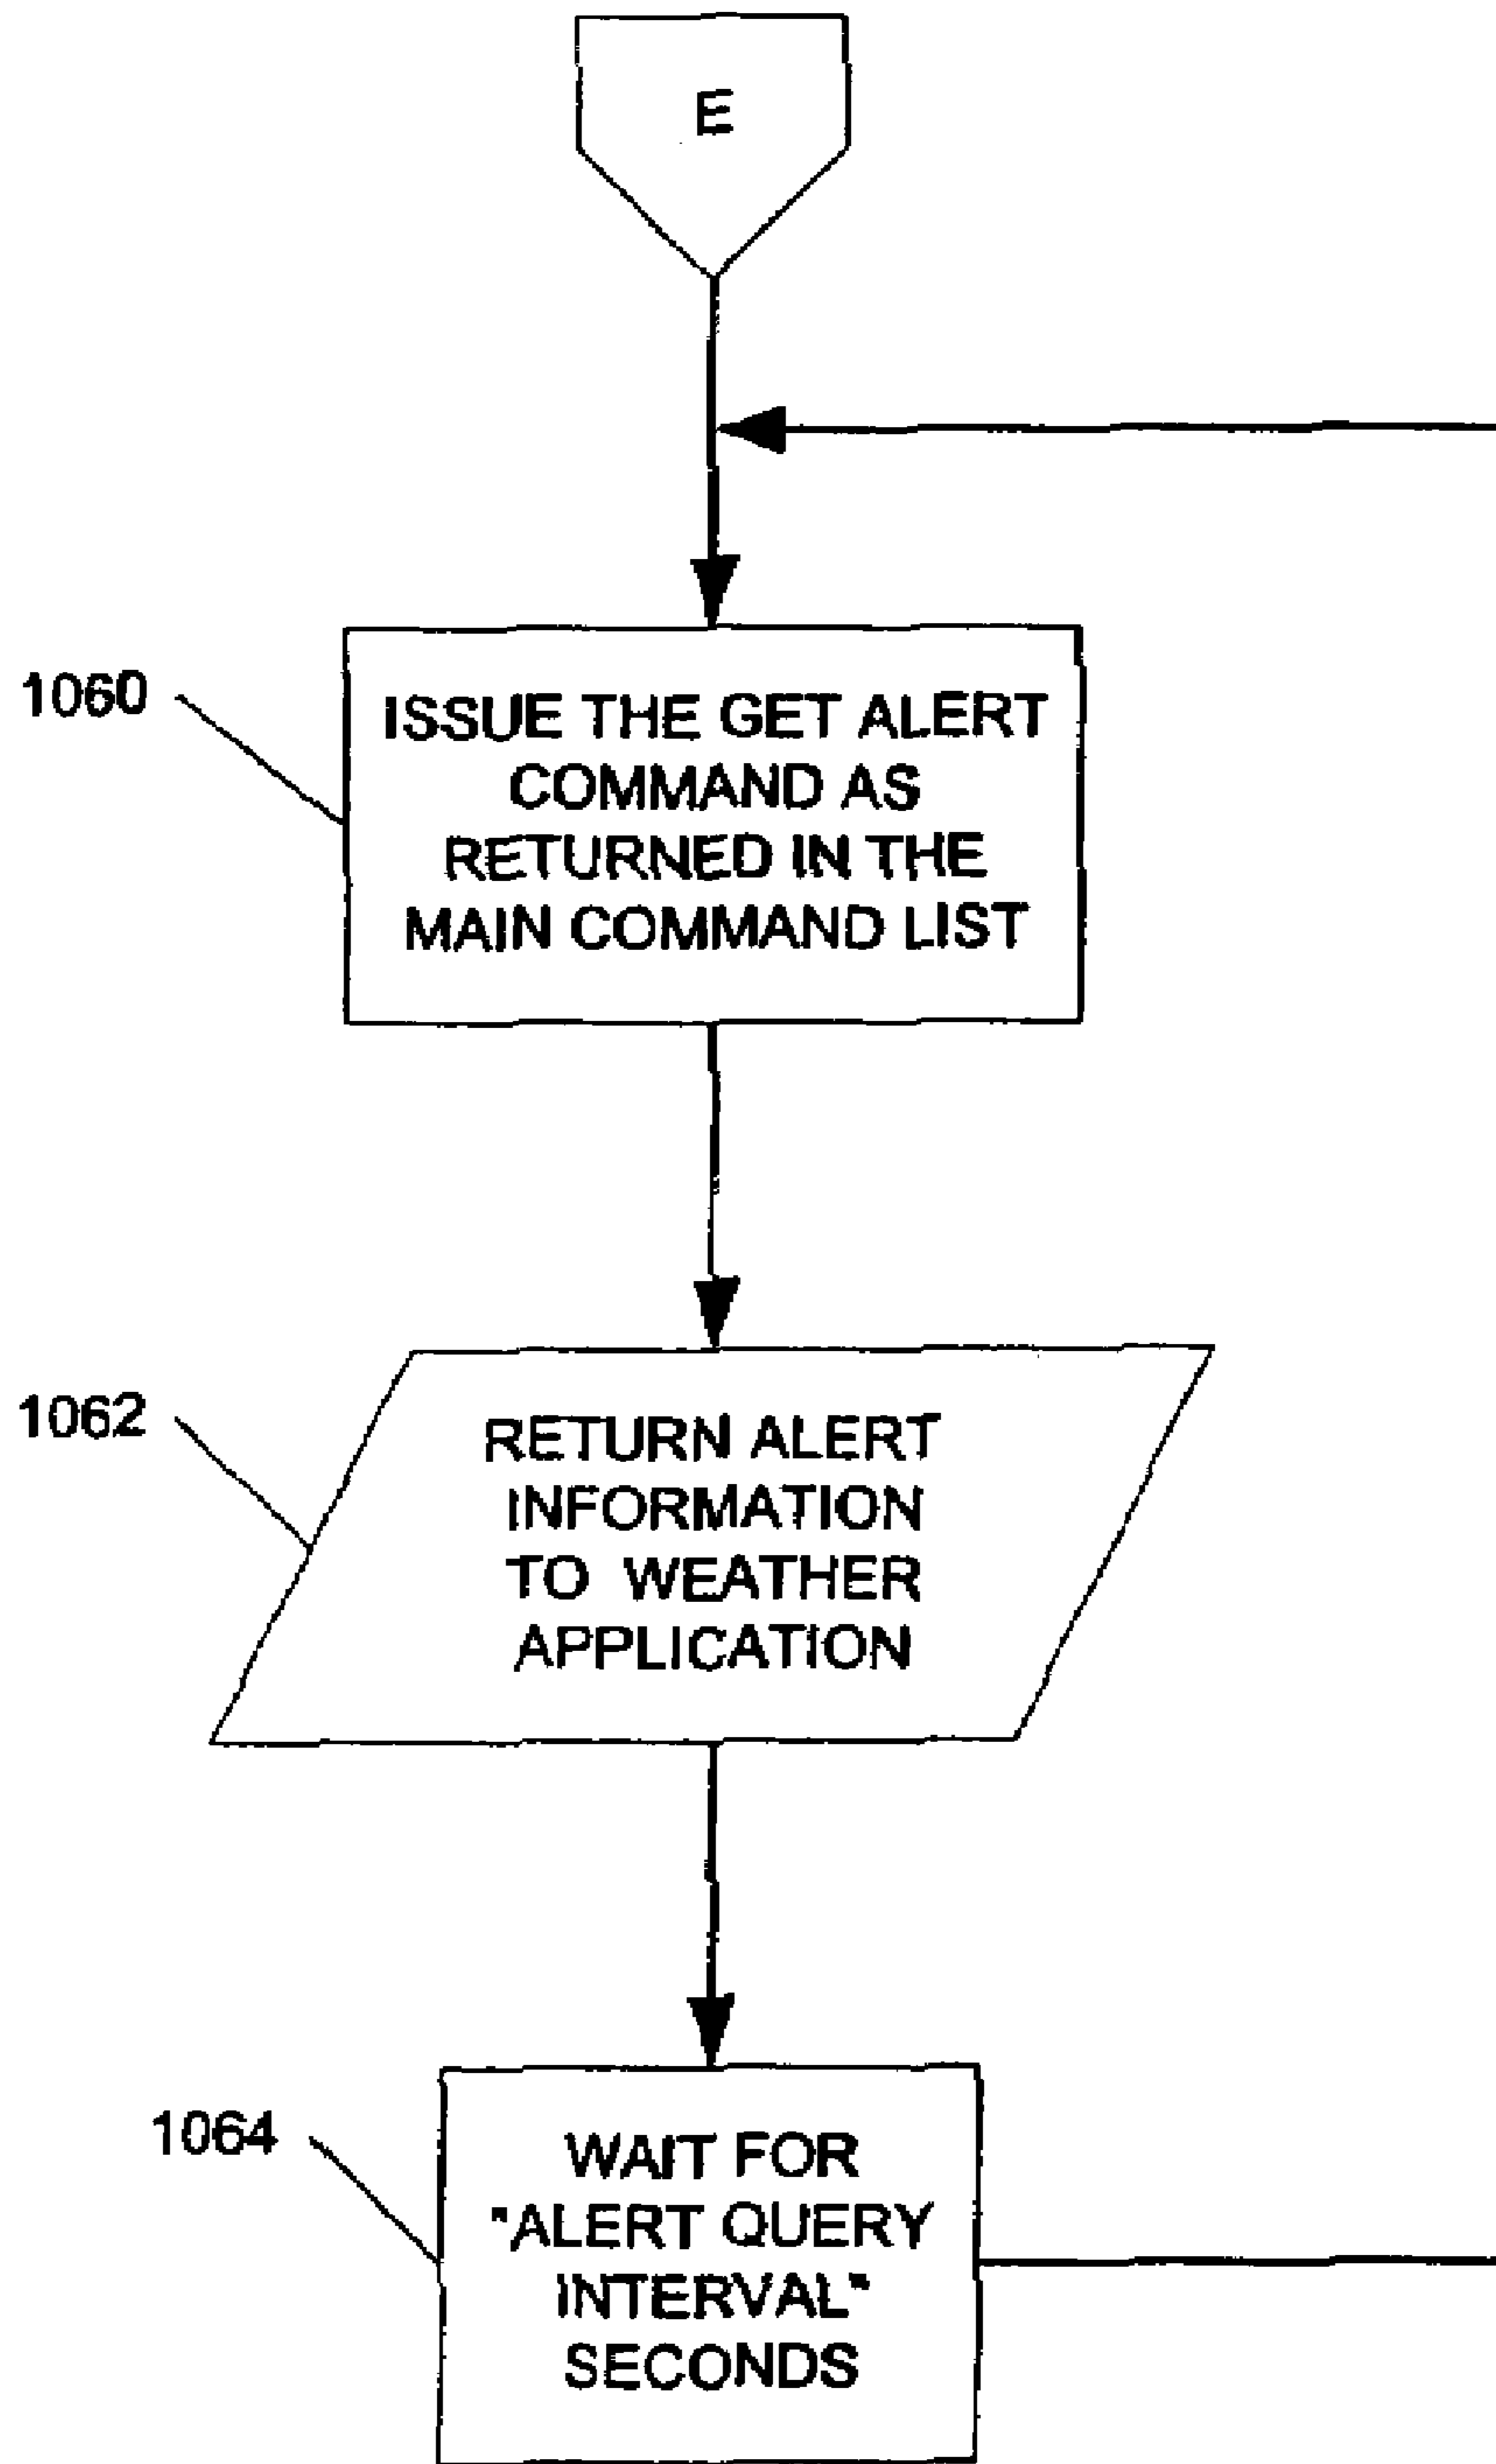 E
1060
ISSUE THE GET ALERT
COMMAND AS
RETURNED IN THE
MAIN COMMAND LIST
1062
RETURN ALERT
INFORMATION
TO WEATHER
APPLICATION
1064
WAIT FOR
"ALERT QUERY
INTERVAL"
SECONDS